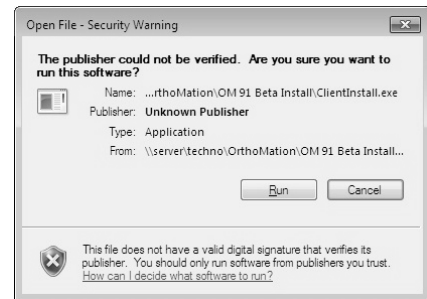 Open File - Security Warning
The publisher could not be verified.  Are you sure you want to
run this software?
Name: ...rthoMation\OM 91 Beta Install\ClientInstall.exe
Publisher: Unknown Publisher
Type: Application
From: \\server\techno\OrthoMation\OM 91 Beta Install...
Run Cancel
This file does not have a valid digital signature that verifies its
publisher.  You should only run software from publishers you trust.
How can I decide what software to run?